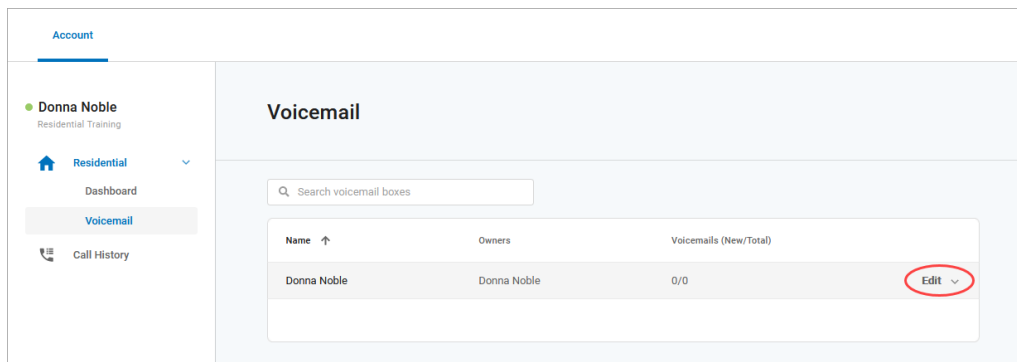 Account
Donna Noble
Residential Training
Residential
Dashboard
Voicemail
Call History
Voicemail
Search voicemail boxes
Name Owners Voicemails (New/Total)
Donna Noble Donna Noble 0/0 Edit